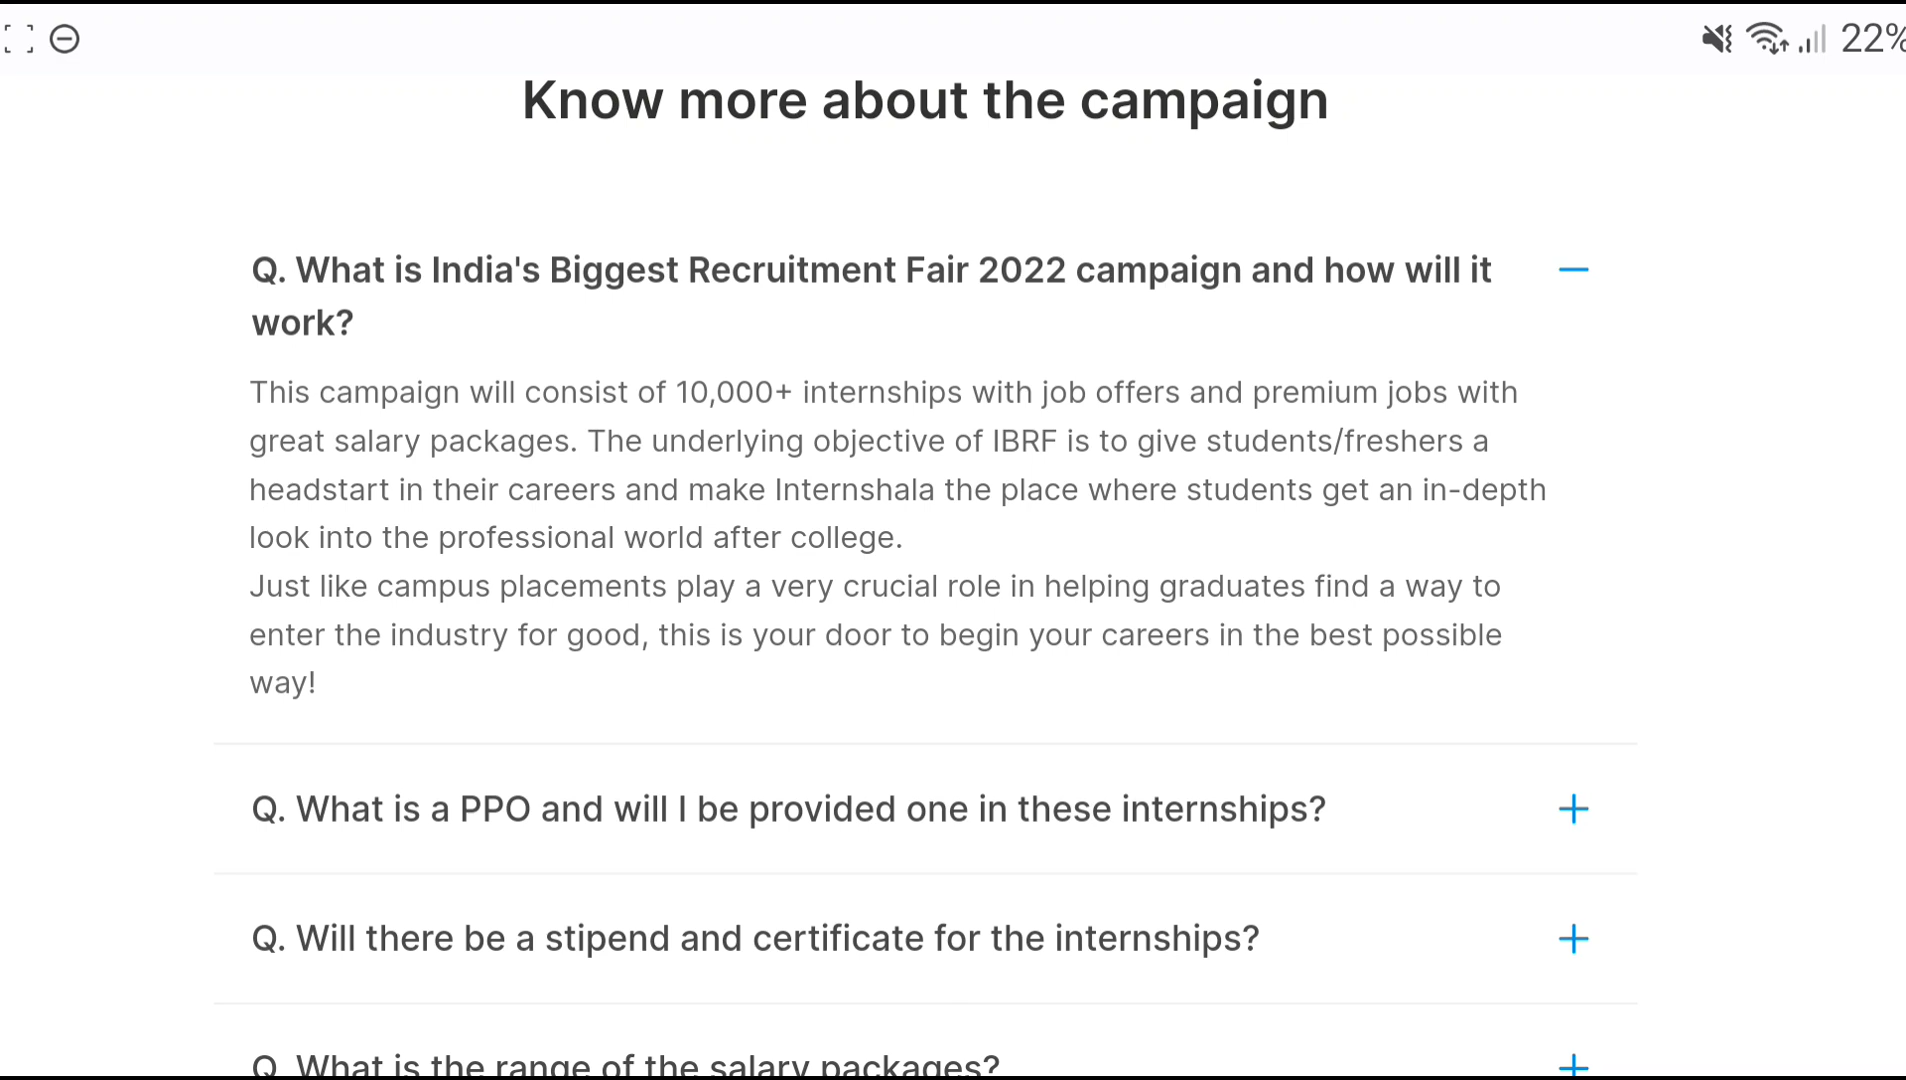 22%
Know more about the campaign
Q. What is India's Biggest Recruitment Fair 2022 campaign and how will it
work?
This campaign will consist of 10,000+ internships with job offers and premium jobs with
great salary packages. The underlying objective of IBRF is to give students/freshers a
headstart in their careers and make Internshala the place where students get an in-depth
look into the professional world after college.
Just like campus placements play a very crucial role in helping graduates find a way to
enter the industry for good, this is your door to begin your careers in the best possible
way!
Q. What is a PPO and will I be provided one in these internships?
Q. Will there be a stipend and certificate for the internships?
Q. What is the range of the salary packages?